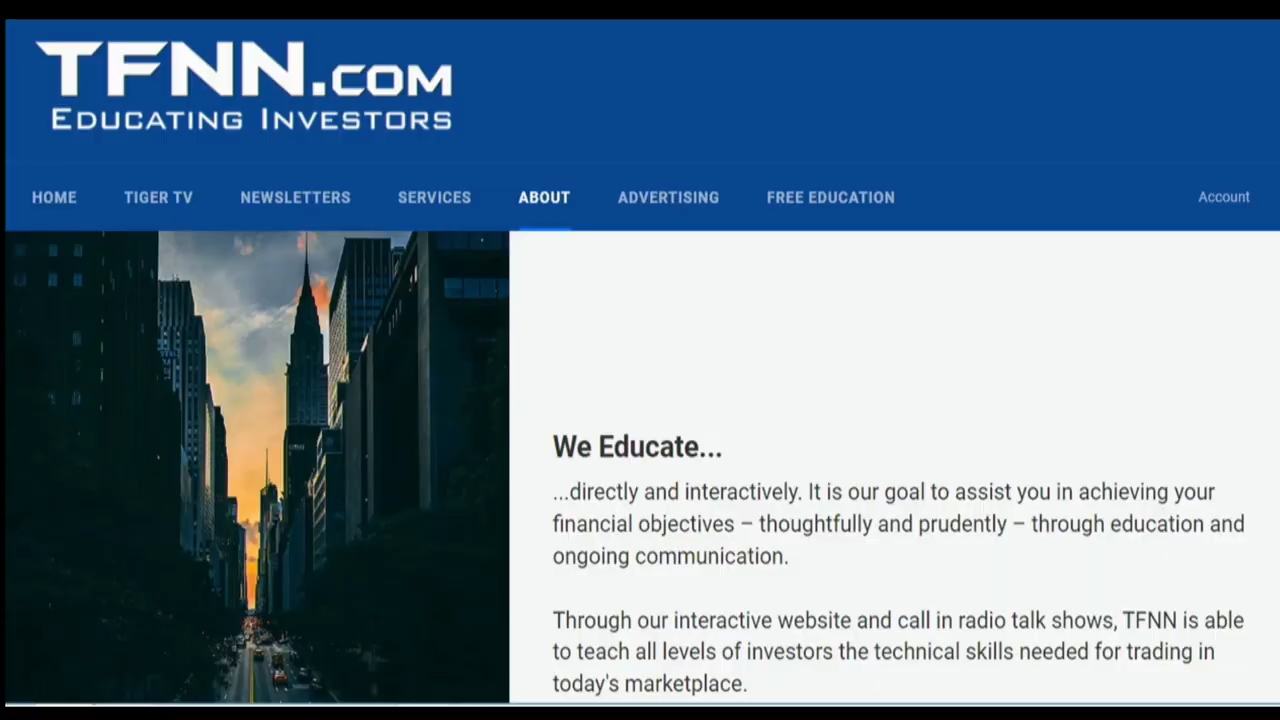 TFNN.COM
EDUCATING INVESTORS
HOME TIGER TV NEWSLETTERS SERVICES ABOUT ADVERTISING FREE EDUCATION Account
We Educate...
...directly and interactively. It is our goal to assist you in achieving your
financial objectives – thoughtfully and prudently – through education and
ongoing communication.
Through our interactive website and call in radio talk shows, TFNN is able
to teach all levels of investors the technical skills needed for trading in
today's marketplace.